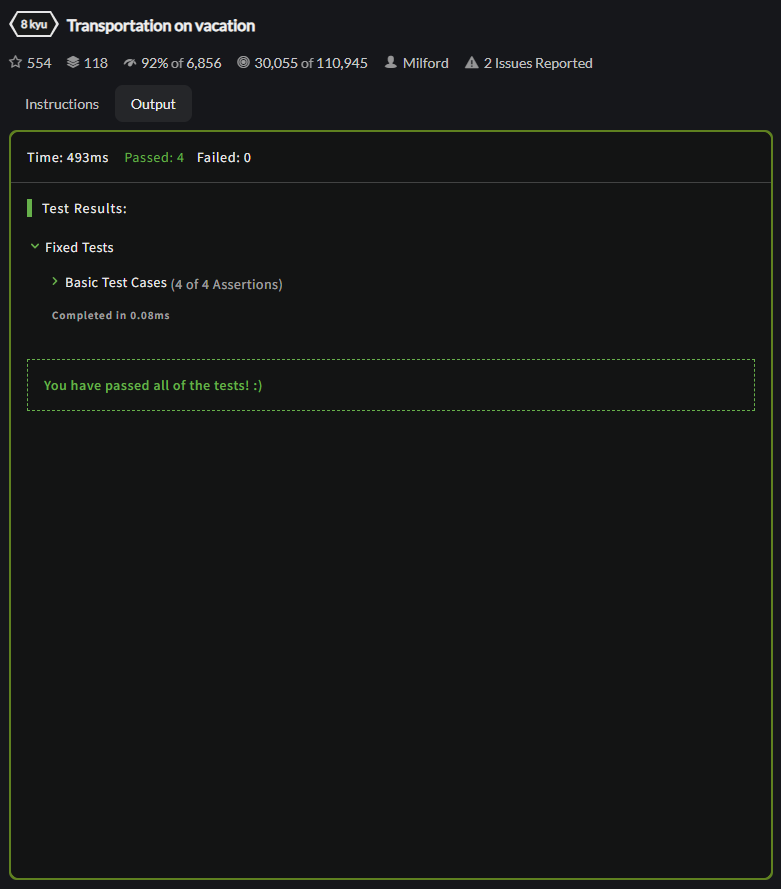 8 kyu Transportation on vacation
554 118 92% of 6,856 30,055 of 110,945 Milford 2 Issues Reported
Instructions Output
Time: 493ms Passed: 4 Failed: 0
Test Results:
Fixed Tests
Basic Test Cases (4 of 4 Assertions)
Completed in 0.08ms
You have passed all of the tests! :)